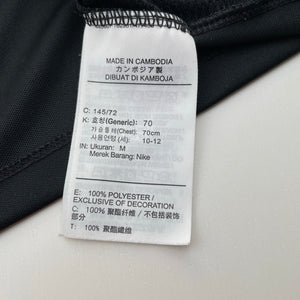 MADE IN CAMBODIA
カンボジア製
DIBUAT DI KAMBOJA
C: 145/72
K: 호칭(Generic): 70
가슴둘레(Chest): 70cm
사용연령(세): 10-12
IN: Ukuran: M
Merek Barang: Nike
E: 100% POLYESTER /
EXCLUSIVE OF DECORATION
C: 100% 聚酯纤维 / 不包括装饰
部分
T: 100% 聚酯纖維